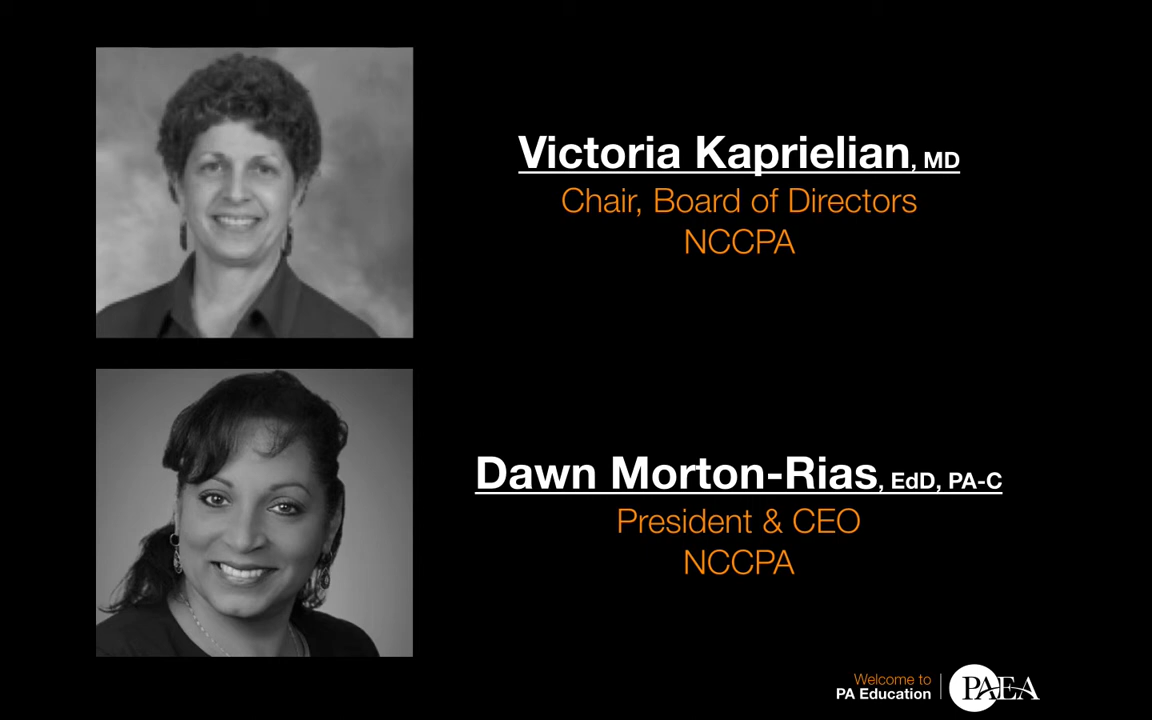 Victoria Kaprielian, MD
Chair, Board of Directors
NCCPA
Dawn Morton-Rias, EdD, PA-C
President & CEO
NCCPA
Welcome to
PA Education
PAEA